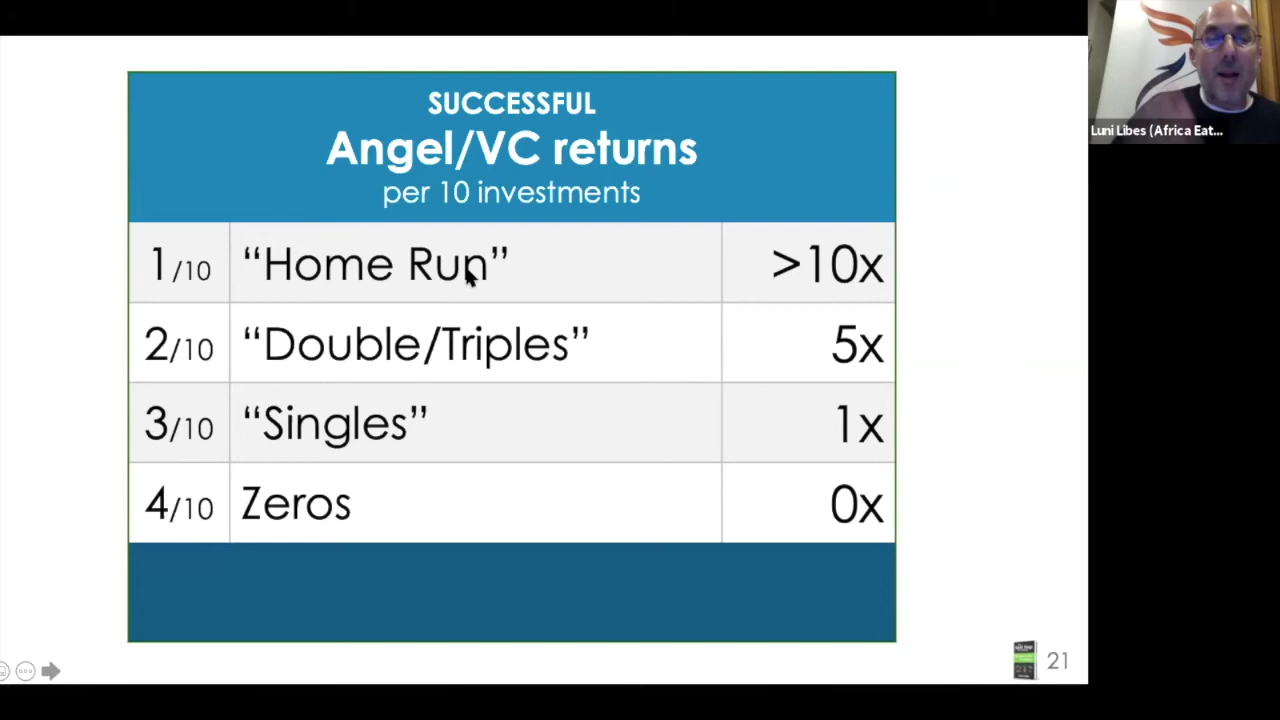 SUCCESSFUL
Angel/VC returns
per 10 investments
1/10 “Home Run” >10x
2/10 “Double/Triples” 5x
3/10 “Singles” 1x
4/10 Zeros 0x
21
Luni Libes (Africa Eat...